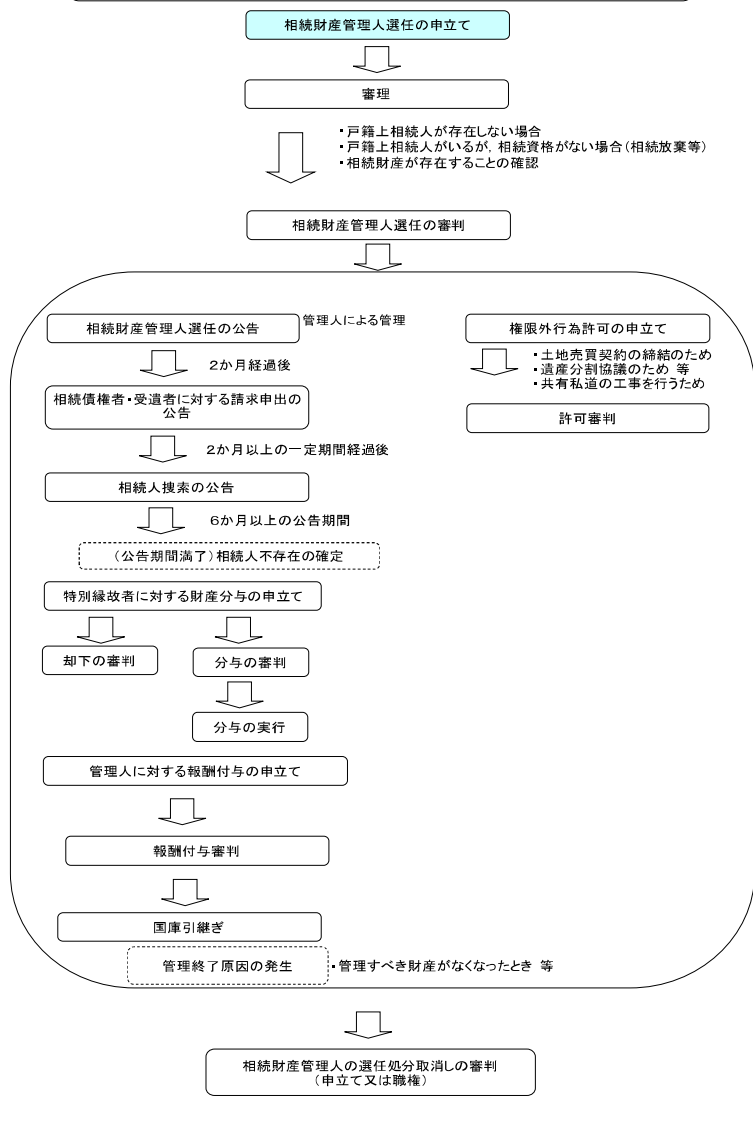 相続財産管理人選任の申立て
審理
・戸籍上相続人が存在しない場合
・戸籍上相続人がいるが，相続資格がない場合（相続放棄等）
・相続財産が存在することの確認
相続財産管理人選任の審判
相続財産管理人選任の公告
管理人による管理
2か月経過後
相続債権者・受遺者に対する請求申出の
公告
2か月以上の一定期間経過後
相続人捜索の公告
6か月以上の公告期間
（公告期間満了）相続人不存在の確定
特別縁故者に対する財産分与の申立て
却下の審判
分与の審判
分与の実行
管理人に対する報酬付与の申立て
報酬付与審判
国庫引継ぎ
管理終了原因の発生
・管理すべき財産がなくなったとき 等
権限外行為許可の申立て
・土地売買契約の締結のため
・遺産分割協議のため 等
・共有私道の工事を行うため
許可審判
相続財産管理人の選任処分取消しの審判
（申立て又は職権）